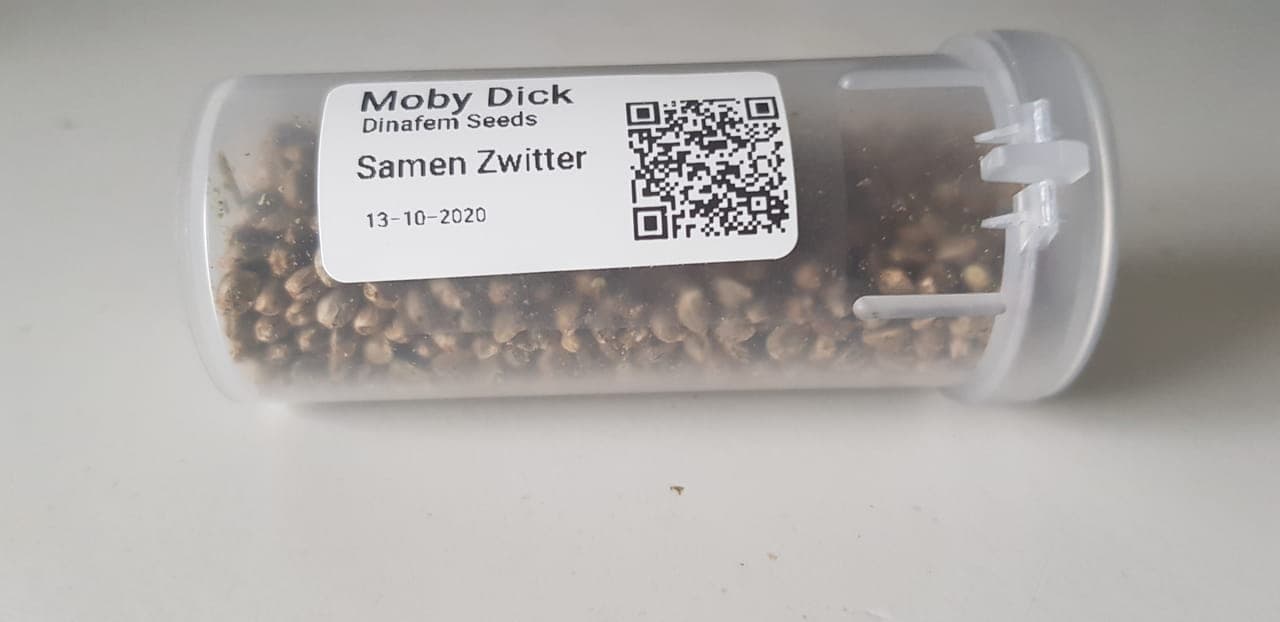 Moby Dick
Dinafem Seeds
Samen Zwitter
13-10-2020